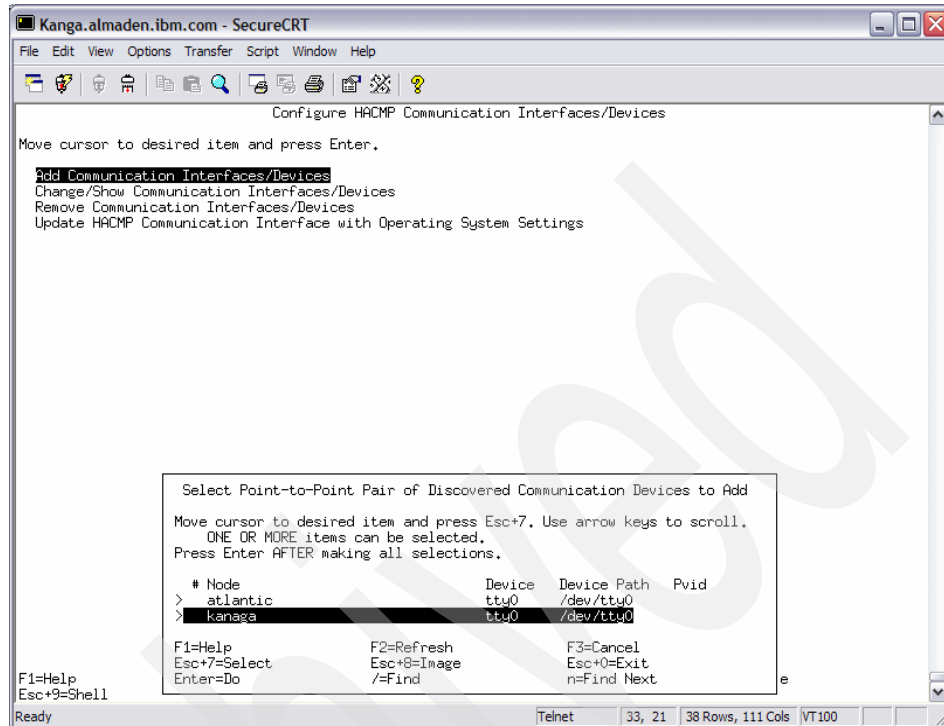 Kanga.almaden.ibm.com - SecureCRT
File Edit View Options Transfer Script Window Help
Configure HACMP Communication Interfaces/Devices
Move cursor to desired item and press Enter.
Add Communication Interfaces/Devices
Change/Show Communication Interfaces/Devices
Remove Communication Interfaces/Devices
Update HACMP Communication Interface with Operating System Settings
Select Point-to-Point Pair of Discovered Communication Devices to Add
Move cursor to desired item and press Esc+7. Use arrow keys to scroll.
ONE OR MORE items can be selected.
Press Enter AFTER making all selections.
# Node Device Device Path Pvid
> atlantic tty0 /dev/tty0
> kanaga tty0 /dev/tty0
F1=Help F2=Refresh F3=Cancel
Esc+7=Select Esc+8=Image Esc+0=Exit
Enter=Do /=Find n=Find Next
F1=Help e
Esc+9=Shell
Ready Telnet 33, 21 38 Rows, 111 Cols VT100